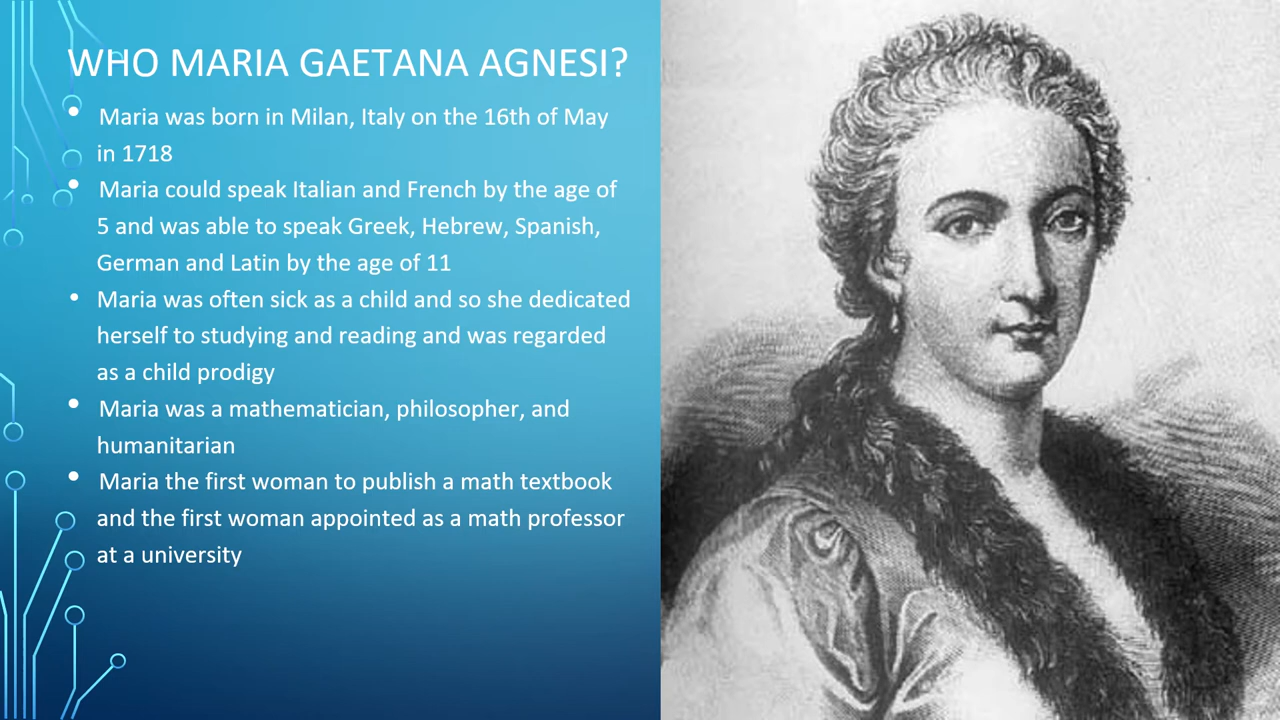 WHO MARIA GAETANA AGNESI?
• Maria was born in Milan, Italy on the 16th of May
in 1718
• Maria could speak Italian and French by the age of
5 and was able to speak Greek, Hebrew, Spanish,
German and Latin by the age of 11
• Maria was often sick as a child and so she dedicated
herself to studying and reading and was regarded
as a child prodigy
• Maria was a mathematician, philosopher, and
humanitarian
• Maria the first woman to publish a math textbook
and the first woman appointed as a math professor
at a university